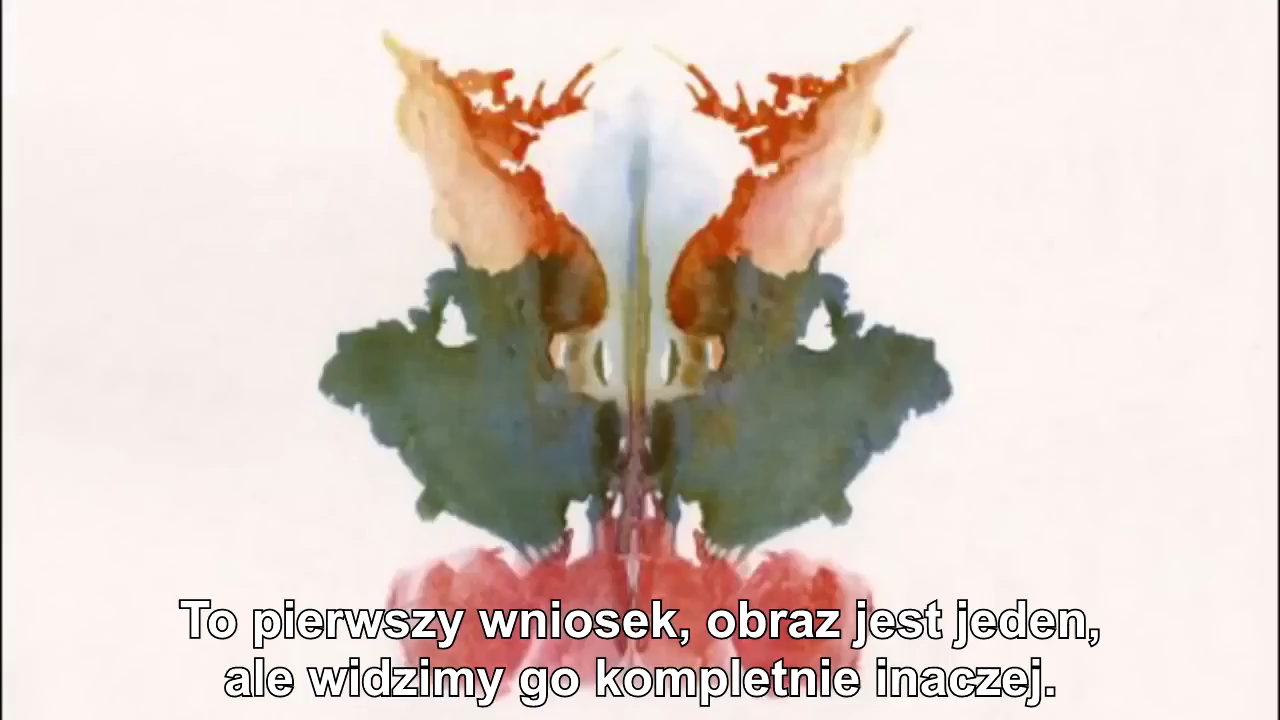 To pierwszy wniosek, obraz jest jeden,
ale widzimy go kompletnie inaczej.